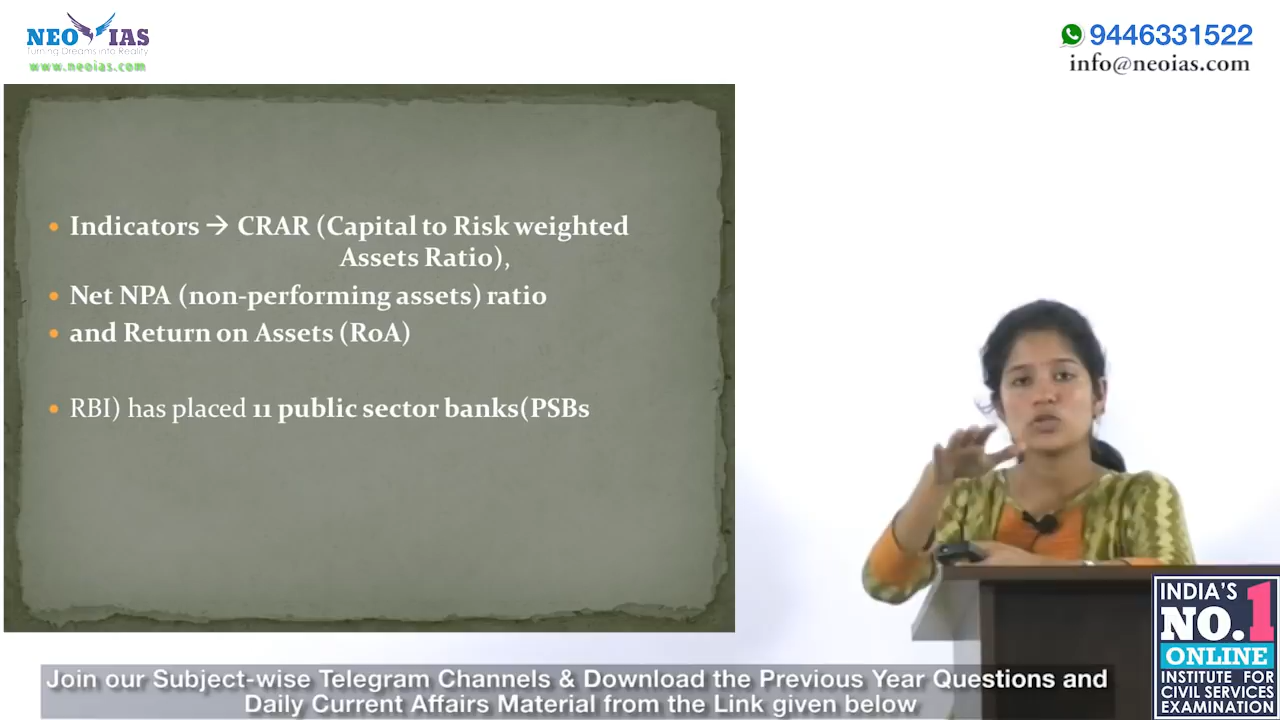 NEO IAS
Turning Dreams into Reality
www.neoias.com
9446331522
info@neoias.com
Indicators → CRAR (Capital to Risk weighted
Assets Ratio),
Net NPA (non-performing assets) ratio
and Return on Assets (RoA)
RBI) has placed 11 public sector banks(PSBs
INDIA'S
NO.1
ONLINE
INSTITUTE FOR
CIVIL SERVICES
EXAMINATION
Join our Subject-wise Telegram Channels & Download the Previous Year Questions and
Daily Current Affairs Material from the Link given below